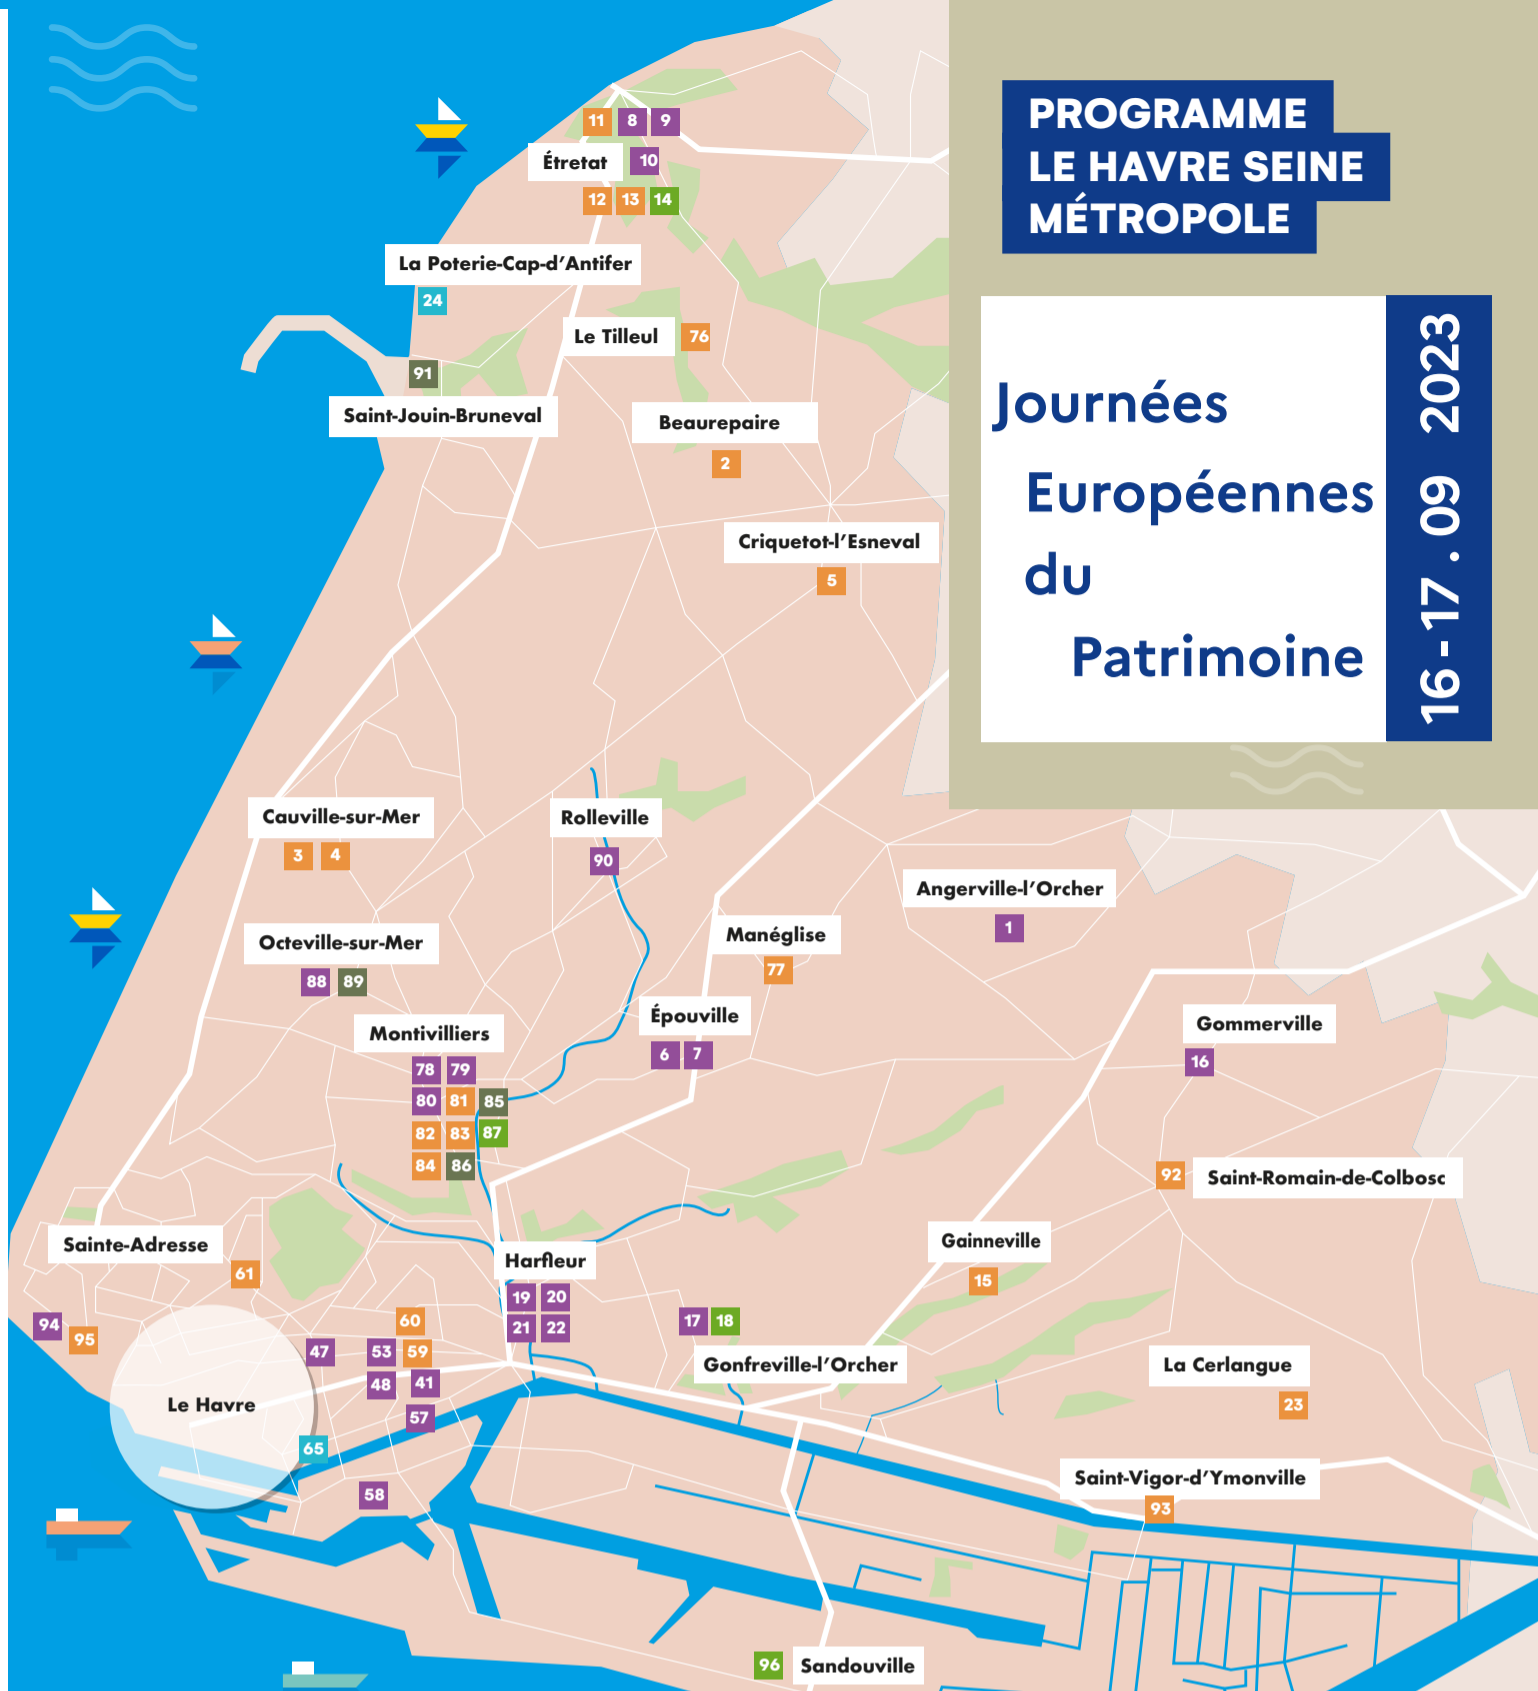 PROGRAMME
LE HAVRE SEINE
MÉTROPOLE
Journées
Européennes
du
Patrimoine
16-17.09 2023
11 8 9
Étretat 10
12 13 14
La Poterie-Cap-d'Antifer
24
Le Tilleul 76
91
Saint-Jouin-Bruneval
Beaurepaire
2
Criquetot-l'Esneval
5
Cauville-sur-Mer
3 4
Rolleville
90
Angerville-l'Orcher
1
Octeville-sur-Mer
88 89
Manéglise
77
Épouville
6 7
Montivilliers
78 79
80 81 85
82 83 87
84 86
Gommerville
16
92 Saint-Romain-de-Colbosc
Sainte-Adresse
61
94 95
Harfleur
19 20
21 22
Gainneville
15
17 18
Gonfreville-l'Orcher
60
47 53 59
48 41
57
Le Havre
65
58
La Cerlangue
23
Saint-Vigor-d'Ymonville
93
96 Sandouville